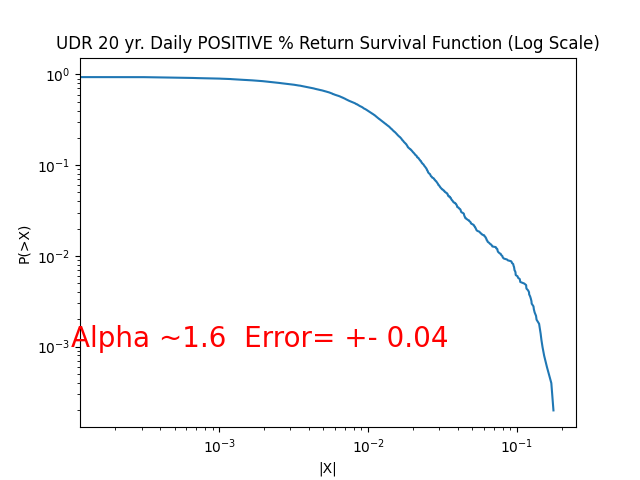 UDR 20 yr. Daily POSITIVE % Return Survival Function (Log Scale)
10⁰
10⁻¹
10⁻²
10⁻³
P(>X)
Alpha ~1.6  Error= +- 0.04
10⁻³ 10⁻² 10⁻¹
|X|